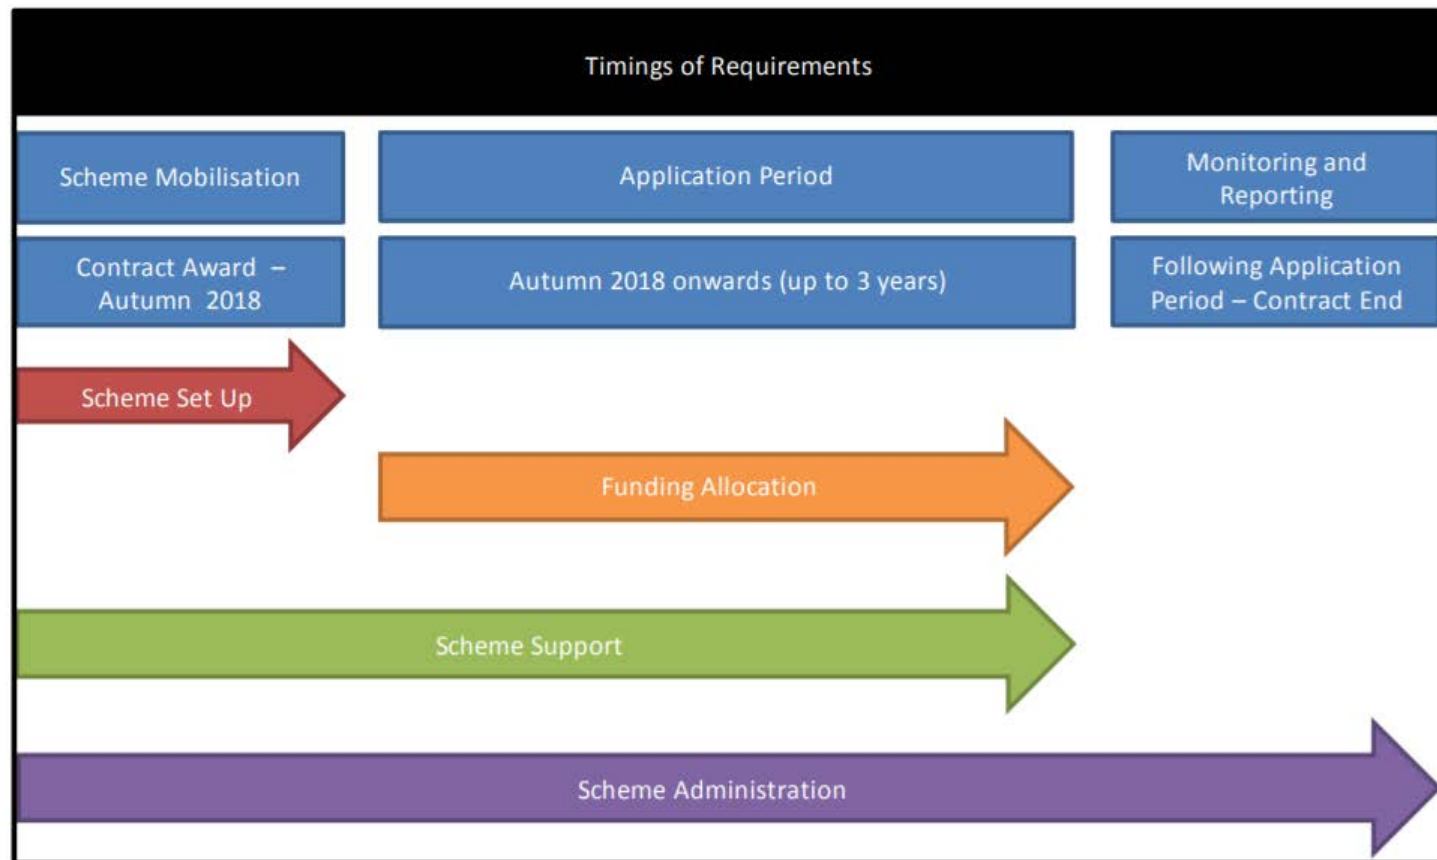 Timings of Requirements
Scheme Mobilisation
Application Period
Monitoring and
Reporting
Contract Award –
Autumn 2018
Autumn 2018 onwards (up to 3 years)
Following Application
Period – Contract End
Scheme Set Up
Funding Allocation
Scheme Support
Scheme Administration